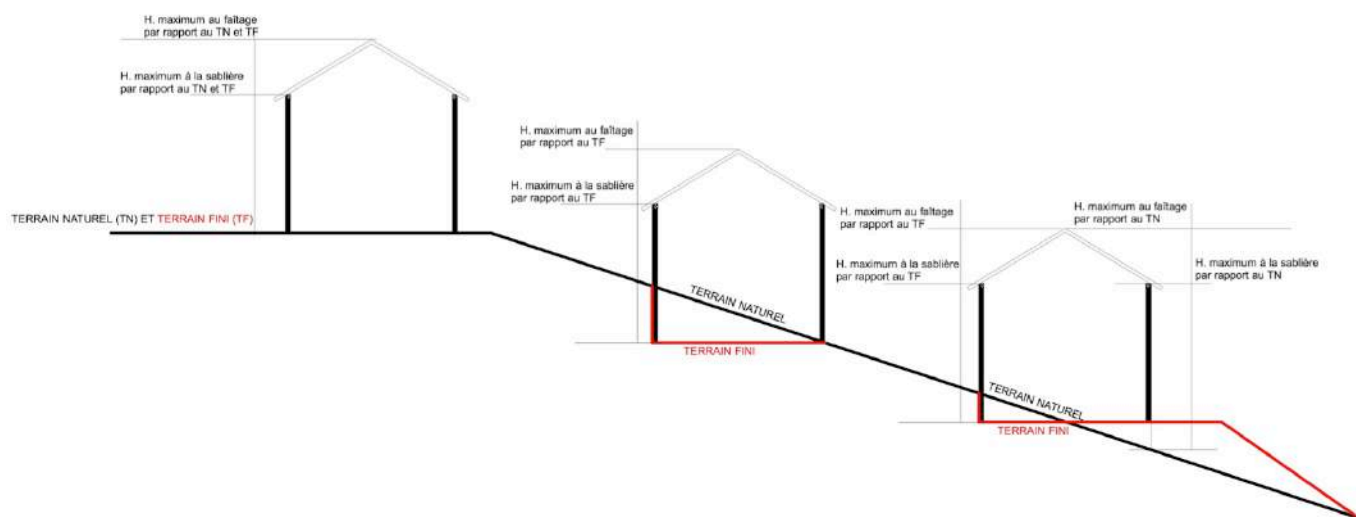 H. maximum au faîtage
par rapport au TN et TF
H. maximum à la sablière
par rapport au TN et TF
TERRAIN NATUREL (TN) ET TERRAIN FINI (TF)
H. maximum au faîtage
par rapport au TF
H. maximum à la sablière
par rapport au TF
TERRAIN NATUREL
TERRAIN FINI
H. maximum au faîtage
par rapport au TF
H. maximum au faîtage
par rapport au TN
H. maximum à la sablière
par rapport au TF
H. maximum à la sablière
par rapport au TN
TERRAIN NATUREL
TERRAIN FINI